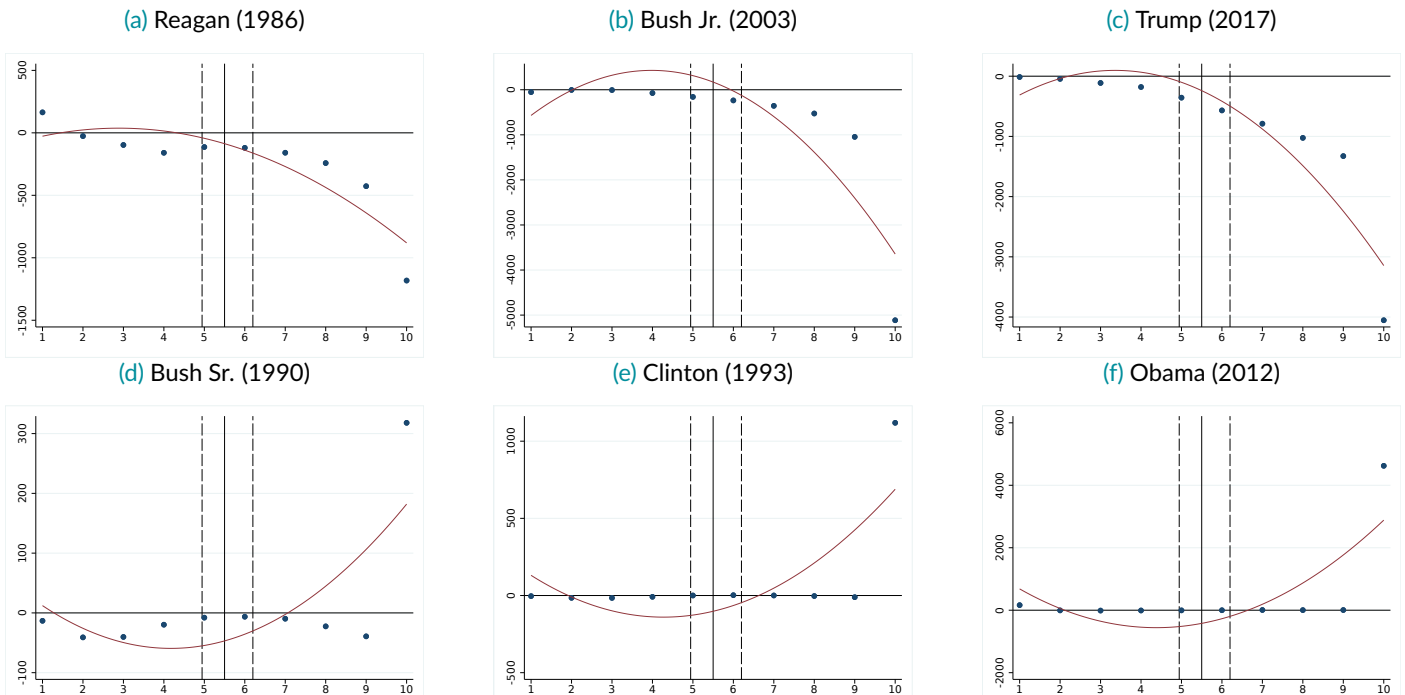 (a) Reagan (1986)
(b) Bush Jr. (2003)
(c) Trump (2017)
500
0
-500
-1000
-1500
1 2 3 4 5 6 7 8 9 10
0
-1000
-2000
-3000
-4000
-5000
1 2 3 4 5 6 7 8 9 10
0
-1000
-2000
-3000
-4000
1 2 3 4 5 6 7 8 9 10
(d) Bush Sr. (1990)
(e) Clinton (1993)
(f) Obama (2012)
300
200
100
0
-100
1 2 3 4 5 6 7 8 9 10
1000
500
0
-500
1 2 3 4 5 6 7 8 9 10
6000
4000
2000
0
-2000
1 2 3 4 5 6 7 8 9 10